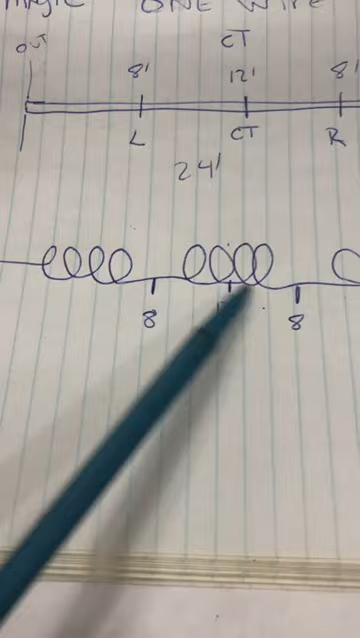 ONE WIRE
OUT CT
8' 12' 8'
L CT R
24'
8 8